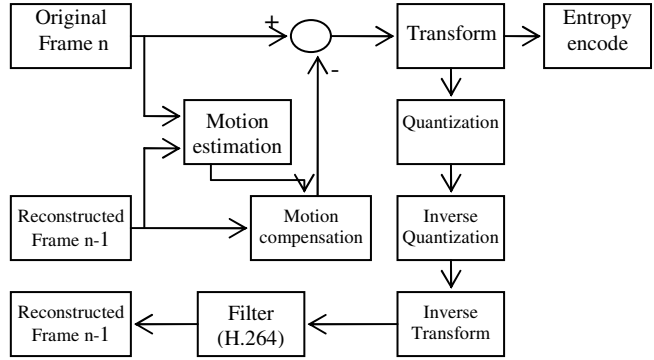 Original
Frame n
+
Transform
Entropy
encode
-
Motion
estimation
Quantization
Reconstructed
Frame n-1
Motion
compensation
Inverse
Quantization
Reconstructed
Frame n-1
Filter
(H.264)
Inverse
Transform